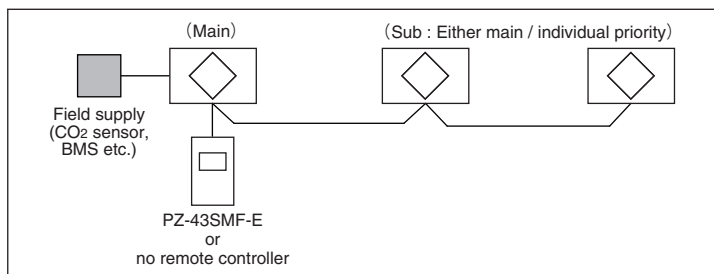 (Main)
(Sub : Either main / individual priority)
Field supply
(CO2 sensor,
BMS etc.)
PZ-43SMF-E
or
no remote controller